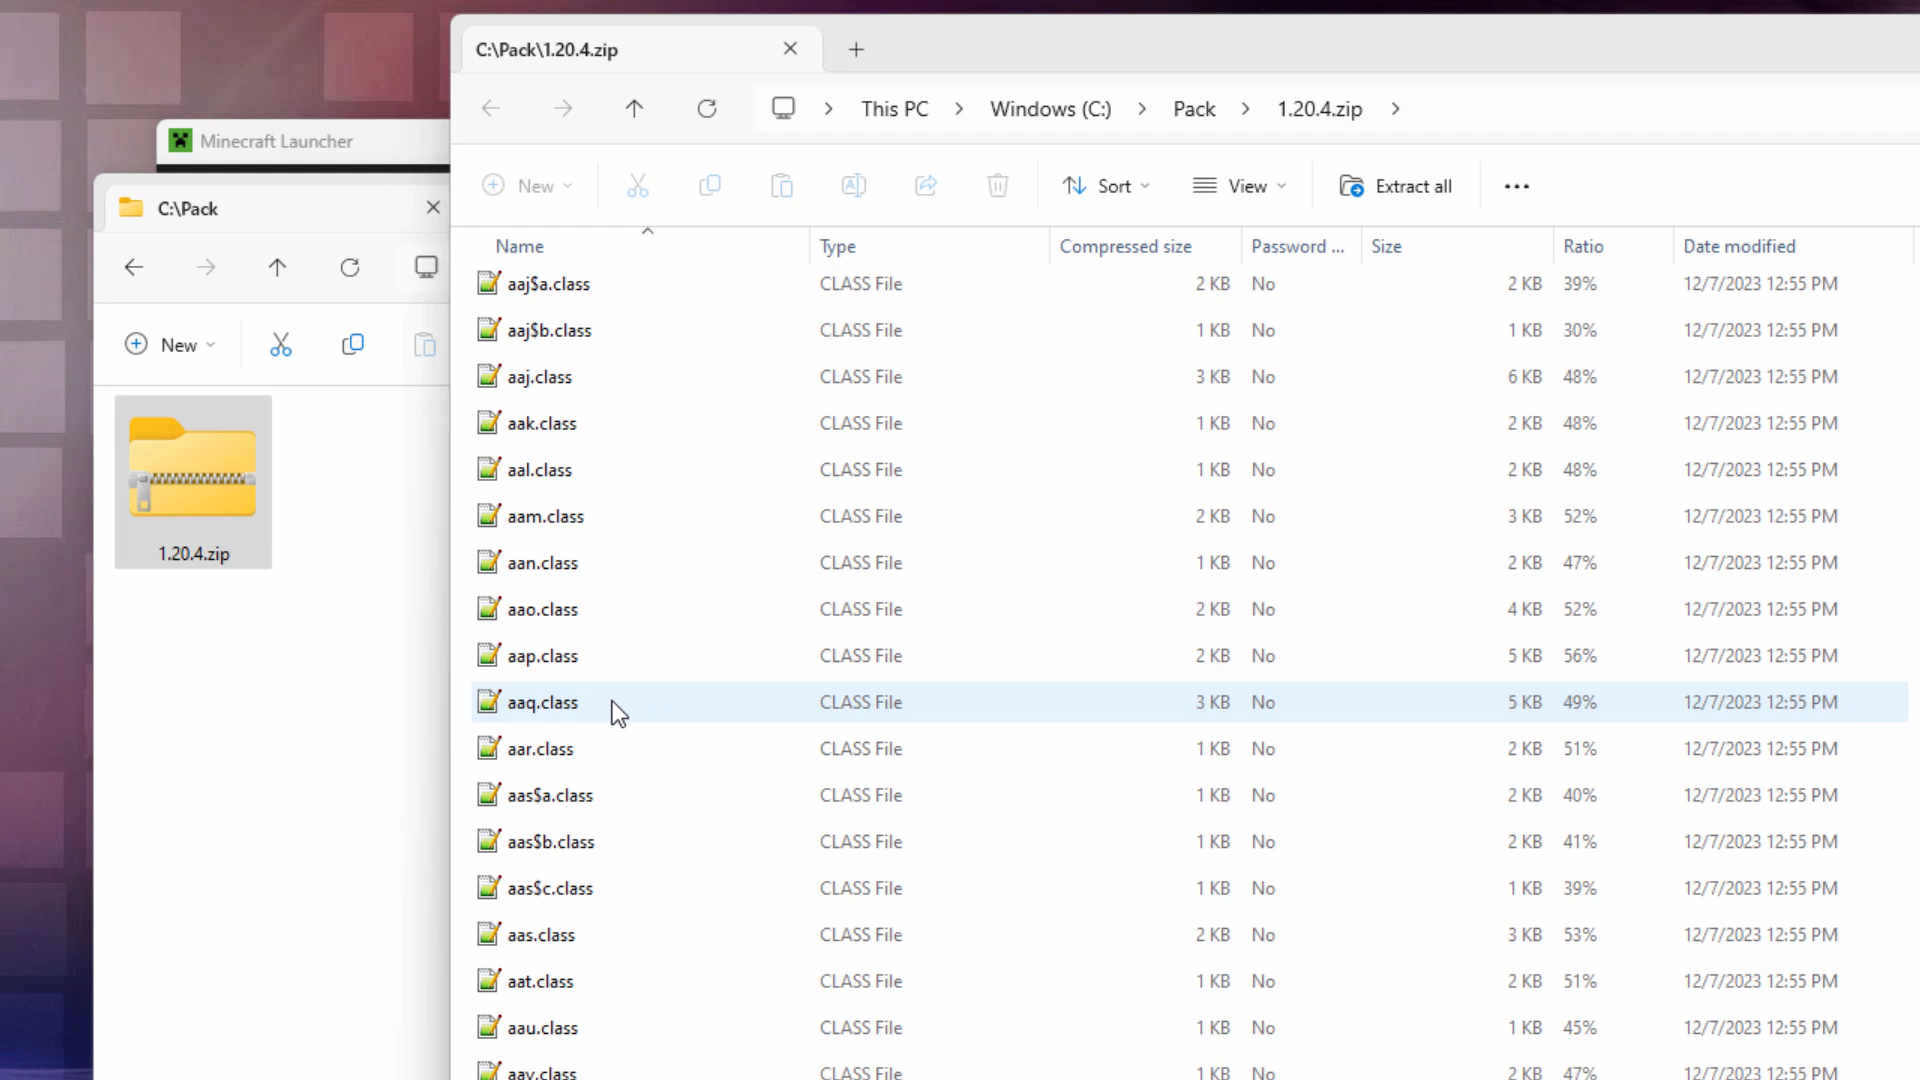 C:\Pack\1.20.4.zip
This PC > Windows (C:) > Pack > 1.20.4.zip >
Minecraft Launcher
C:\Pack
New Sort View Extract all ...
New
1.20.4.zip
Name Type Compressed size Password ... Size Ratio Date modified
aaj$a.class CLASS File 2 KB No 2 KB 39% 12/7/2023 12:55 PM
aaj$b.class CLASS File 1 KB No 1 KB 30% 12/7/2023 12:55 PM
aaj.class CLASS File 3 KB No 6 KB 48% 12/7/2023 12:55 PM
aak.class CLASS File 1 KB No 2 KB 48% 12/7/2023 12:55 PM
aal.class CLASS File 1 KB No 2 KB 48% 12/7/2023 12:55 PM
aam.class CLASS File 2 KB No 3 KB 52% 12/7/2023 12:55 PM
aan.class CLASS File 1 KB No 2 KB 47% 12/7/2023 12:55 PM
aao.class CLASS File 2 KB No 4 KB 52% 12/7/2023 12:55 PM
aap.class CLASS File 2 KB No 5 KB 56% 12/7/2023 12:55 PM
aaq.class CLASS File 3 KB No 5 KB 49% 12/7/2023 12:55 PM
aar.class CLASS File 1 KB No 2 KB 51% 12/7/2023 12:55 PM
aas$a.class CLASS File 1 KB No 2 KB 40% 12/7/2023 12:55 PM
aas$b.class CLASS File 1 KB No 2 KB 41% 12/7/2023 12:55 PM
aas$c.class CLASS File 1 KB No 1 KB 39% 12/7/2023 12:55 PM
aas.class CLASS File 2 KB No 3 KB 53% 12/7/2023 12:55 PM
aat.class CLASS File 1 KB No 2 KB 51% 12/7/2023 12:55 PM
aau.class CLASS File 1 KB No 1 KB 45% 12/7/2023 12:55 PM
aav.class CLASS File 1 KB No 2 KB 47% 12/7/2023 12:55 PM